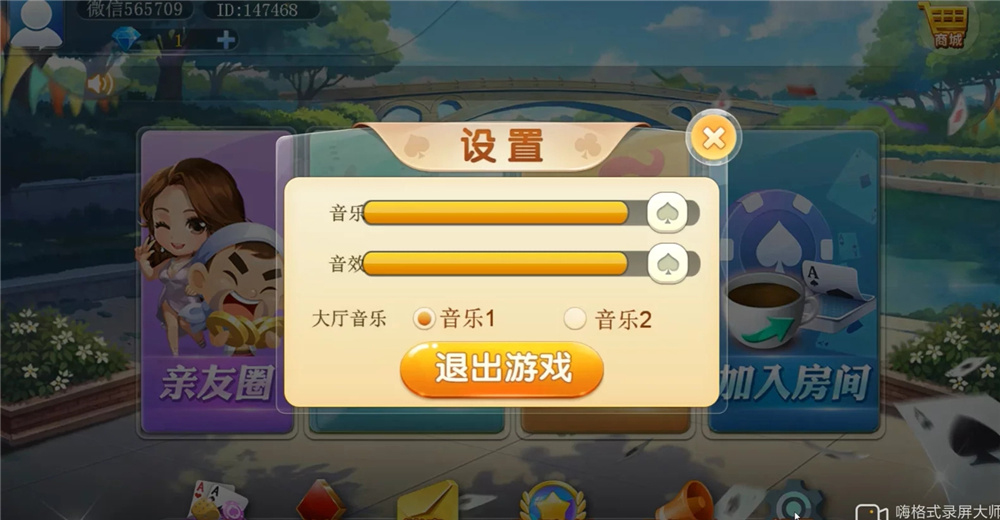 微信565709
ID:147468
1
商城
设置
音乐
音效
大厅音乐
音乐1
音乐2
退出游戏
亲友圈
加入房间
A
A
A
嗨格式录屏大师